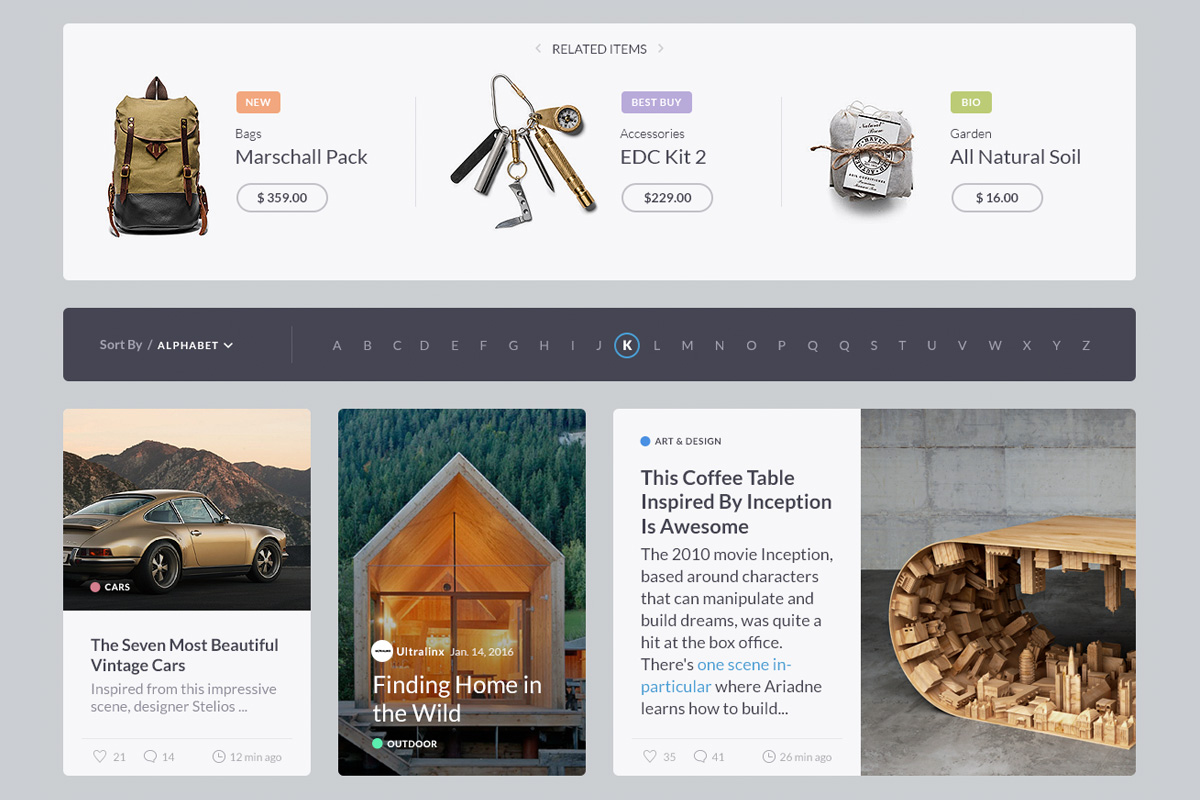 RELATED ITEMS
NEW
Bags
Marschall Pack
$ 359.00
BEST BUY
Accessories
EDC Kit 2
$229.00
BIO
Garden
All Natural Soil
$ 16.00
Sort By / ALPHABET
A B C D E F G H I J K L M N O P Q Q S T U V W X Y Z
CARS
The Seven Most Beautiful
Vintage Cars
Inspired from this impressive
scene, designer Stelios ...
21 14 12 min ago
Ultralinx Jan. 14, 2016
Finding Home in
the Wild
OUTDOOR
ART & DESIGN
This Coffee Table
Inspired By Inception
Is Awesome
The 2010 movie Inception,
based around characters
that can manipulate and
build dreams, was quite a
hit at the box office.
There's one scene in-
particular where Ariadne
learns how to build...
35 41 26 min ago